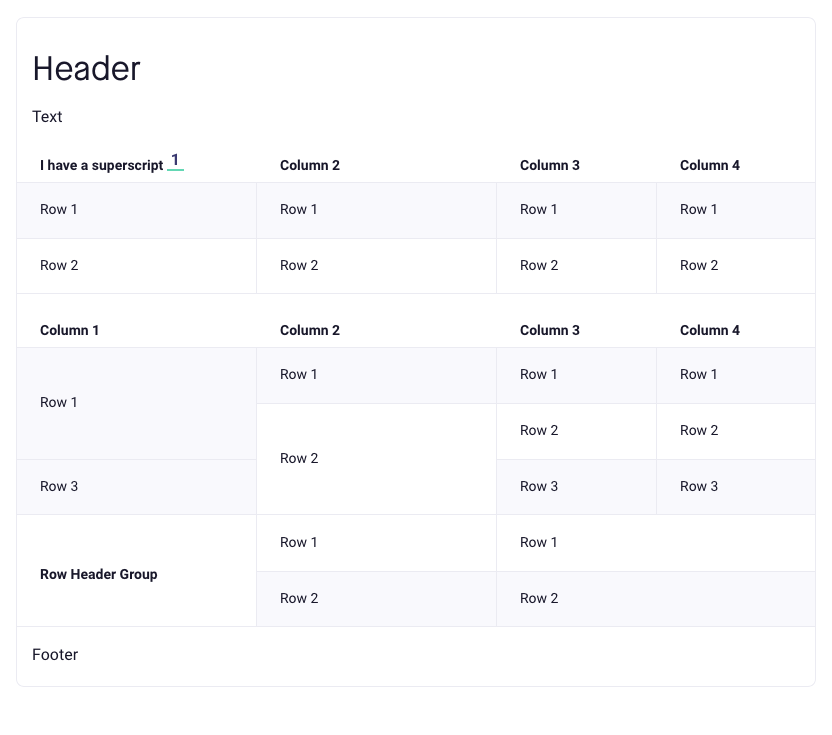 Header
Text
I have a superscript 1 Column 2 Column 3 Column 4
Row 1 Row 1 Row 1 Row 1
Row 2 Row 2 Row 2 Row 2
Column 1 Column 2 Column 3 Column 4
Row 1 Row 1 Row 1
Row 1
Row 2 Row 2
Row 2
Row 3 Row 3 Row 3
Row 1 Row 1
Row Header Group
Row 2 Row 2
Footer